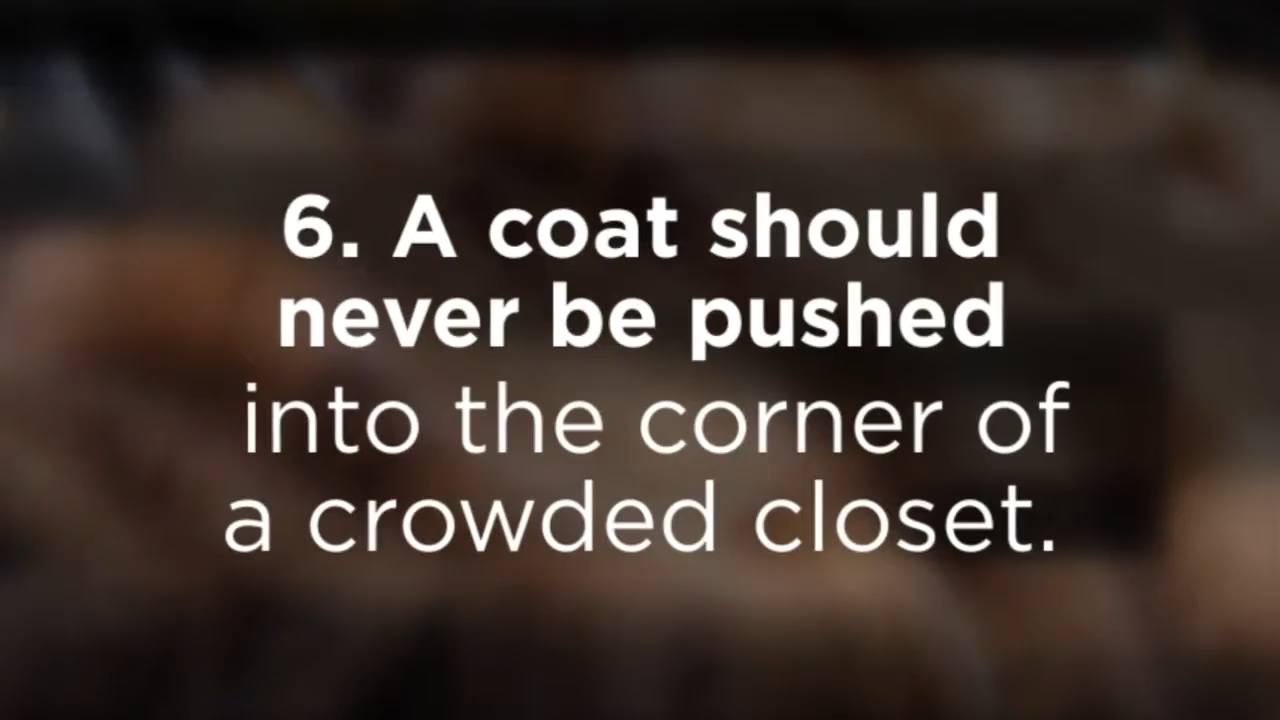 6. A coat should
never be pushed
into the corner of
a crowded closet.